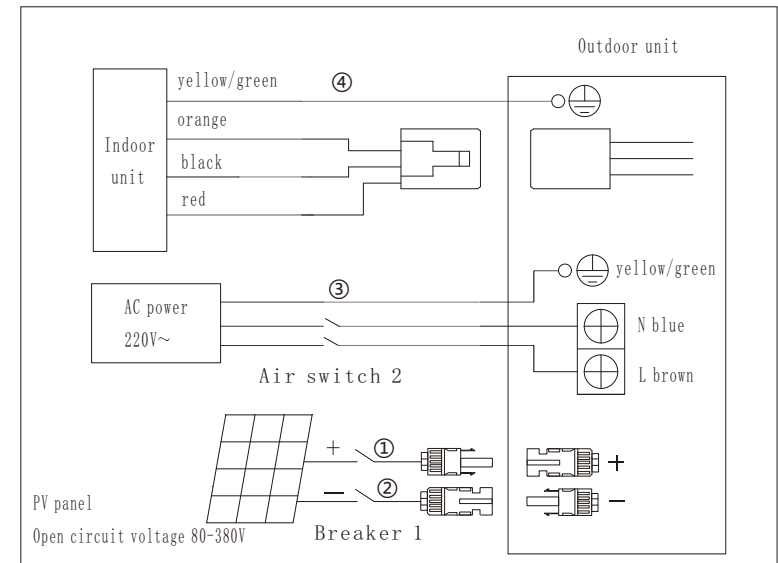 Outdoor unit
yellow/green ④
orange
Indoor
unit
black
red
③
yellow/green
AC power
220V～
N blue
L brown
Air switch 2
+ ①
+
− ②
−
PV panel
Open circuit voltage 80-380V
Breaker 1